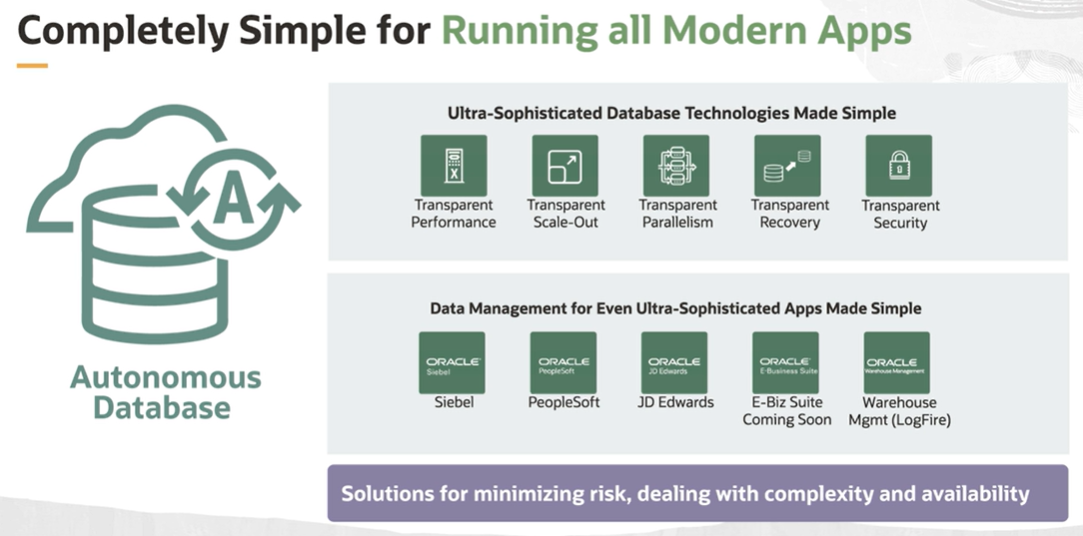 Completely Simple for Running all Modern Apps
A
Autonomous
Database
Ultra-Sophisticated Database Technologies Made Simple
X
Transparent
Performance
Transparent
Scale-Out
Transparent
Parallelism
Transparent
Recovery
Transparent
Security
Data Management for Even Ultra-Sophisticated Apps Made Simple
ORACLE
Siebel
Siebel
ORACLE
PeopleSoft
PeopleSoft
ORACLE
JD Edwards
JD Edwards
ORACLE
E-Business Suite
E-Biz Suite
Coming Soon
ORACLE
Warehouse Management
Warehouse
Mgmt (LogFire)
Solutions for minimizing risk, dealing with complexity and availability